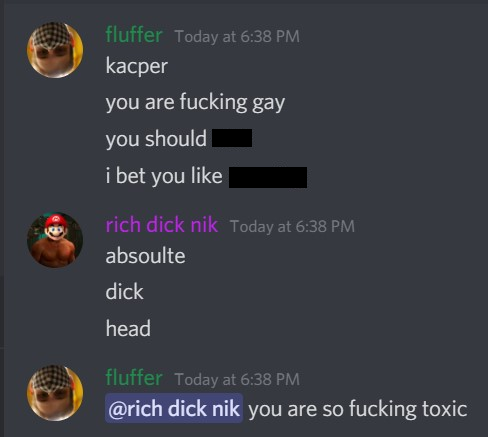 fluffer Today at 6:38 PM
kacper
you are fucking gay
you should
i bet you like
rich dick nik Today at 6:38 PM
absoulte
dick
head
fluffer Today at 6:38 PM
@rich dick nik you are so fucking toxic